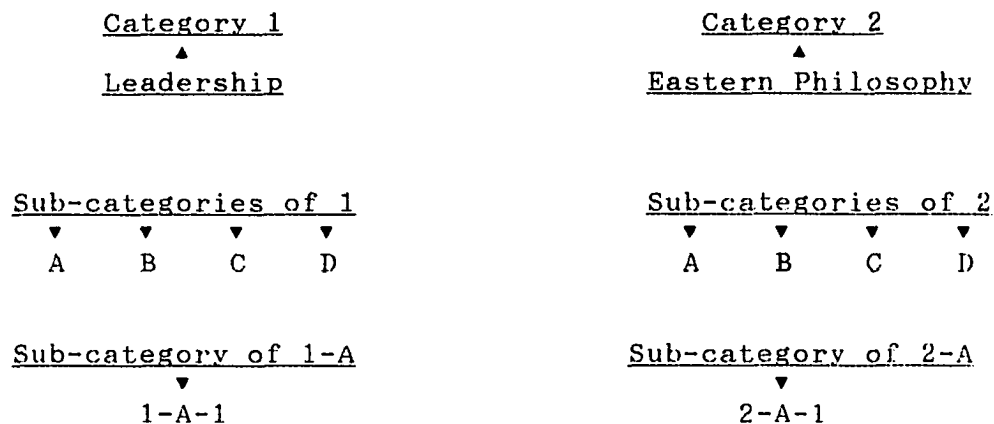 Category 1 Category 2
Leadership Eastern Philosophy
Sub-categories of 1 Sub-categories of 2
A B C D A B C D
Sub-category of 1-A Sub-category of 2-A
1-A-1 2-A-1